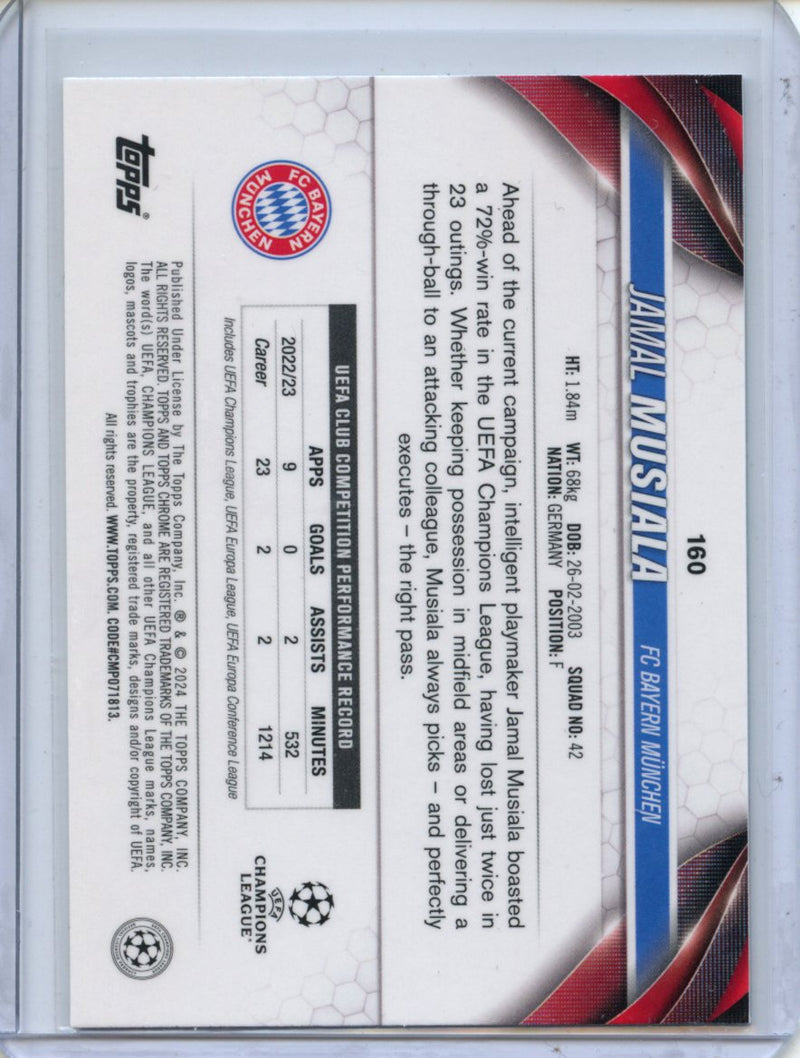 160
JAMAL MUSIALA FC BAYERN MÜNCHEN
HT: 1.84m WT: 68kg DOB: 26-02-2003 SQUAD NO: 42
NATION: GERMANY POSITION: F
Ahead of the current campaign, intelligent playmaker Jamal Musiala boasted
a 72%-win rate in the UEFA Champions League, having lost just twice in
23 outings. Whether keeping possession in midfield areas or delivering a
through-ball to an attacking colleague, Musiala always picks – and perfectly
executes – the right pass.
FC BAYERN
MÜNCHEN
UEFA CLUB COMPETITION PERFORMANCE RECORD
APPS GOALS ASSISTS MINUTES
2022/23 9 0 2 532
Career 23 2 2 1214
Includes UEFA Champions League, UEFA Europa League, UEFA Europa Conference League
UEFA
CHAMPIONS
LEAGUE®
topps®
Published Under License by The Topps Company, Inc. ® & © 2024 THE TOPPS COMPANY, INC.
ALL RIGHTS RESERVED. TOPPS AND TOPPS CHROME ARE REGISTERED TRADEMARKS OF THE TOPPS COMPANY, INC.
The word(s) UEFA, CHAMPIONS LEAGUE, and all other UEFA Champions League marks, names,
logos, mascots and trophies are the property, registered trade marks, designs and/or copyright of UEFA.
All rights reserved. WWW.TOPPS.COM. CODE#CMP071813.